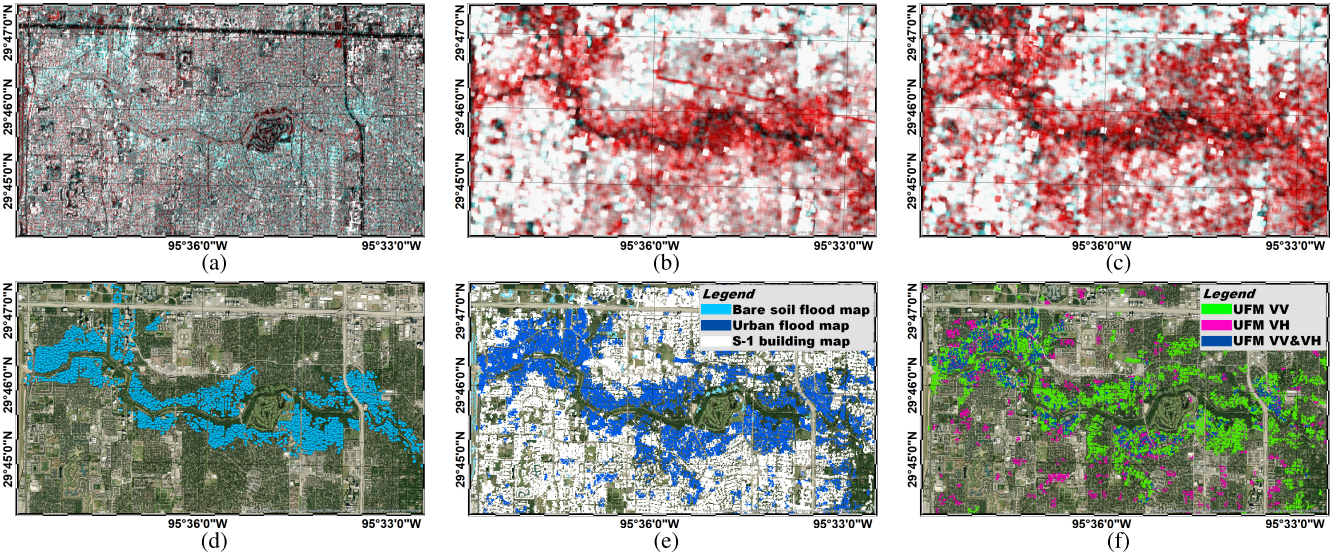 29°47'0"N
29°46'0"N
29°45'0"N
95°36'0"W
95°33'0"W
(a)
29°47'0"N
29°46'0"N
29°45'0"N
95°36'0"W
95°33'0"W
(b)
29°47'0"N
29°46'0"N
29°45'0"N
95°36'0"W
95°33'0"W
(c)
29°47'0"N
29°46'0"N
29°45'0"N
95°36'0"W
95°33'0"W
(d)
29°47'0"N
29°46'0"N
29°45'0"N
Legend
Bare soil flood map
Urban flood map
S-1 building map
95°36'0"W
95°33'0"W
(e)
29°47'0"N
29°46'0"N
29°45'0"N
Legend
UFM VV
UFM VH
UFM VV&VH
95°36'0"W
95°33'0"W
(f)